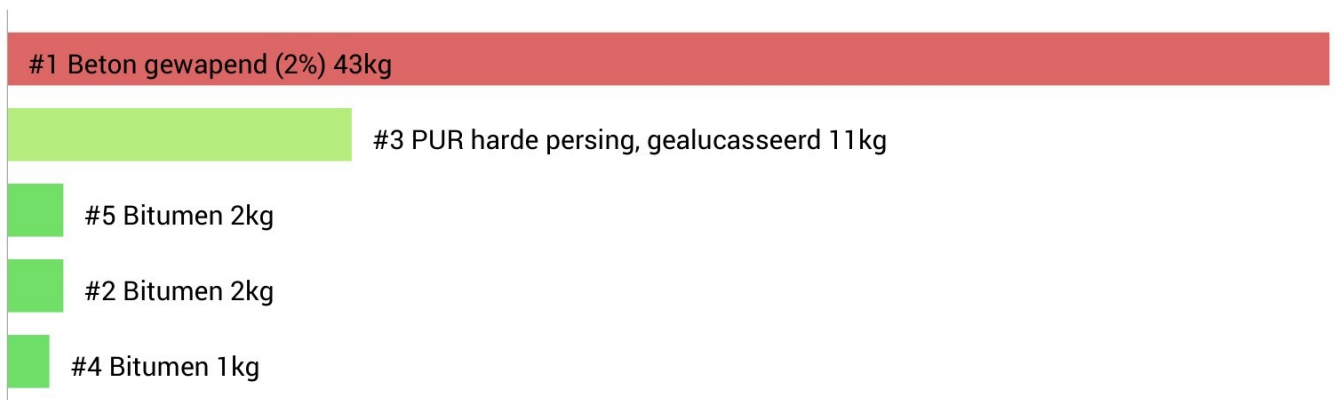 #1 Beton gewapend (2%) 43kg
#3 PUR harde persing, gealucasseerd 11kg
#5 Bitumen 2kg
#2 Bitumen 2kg
#4 Bitumen 1kg